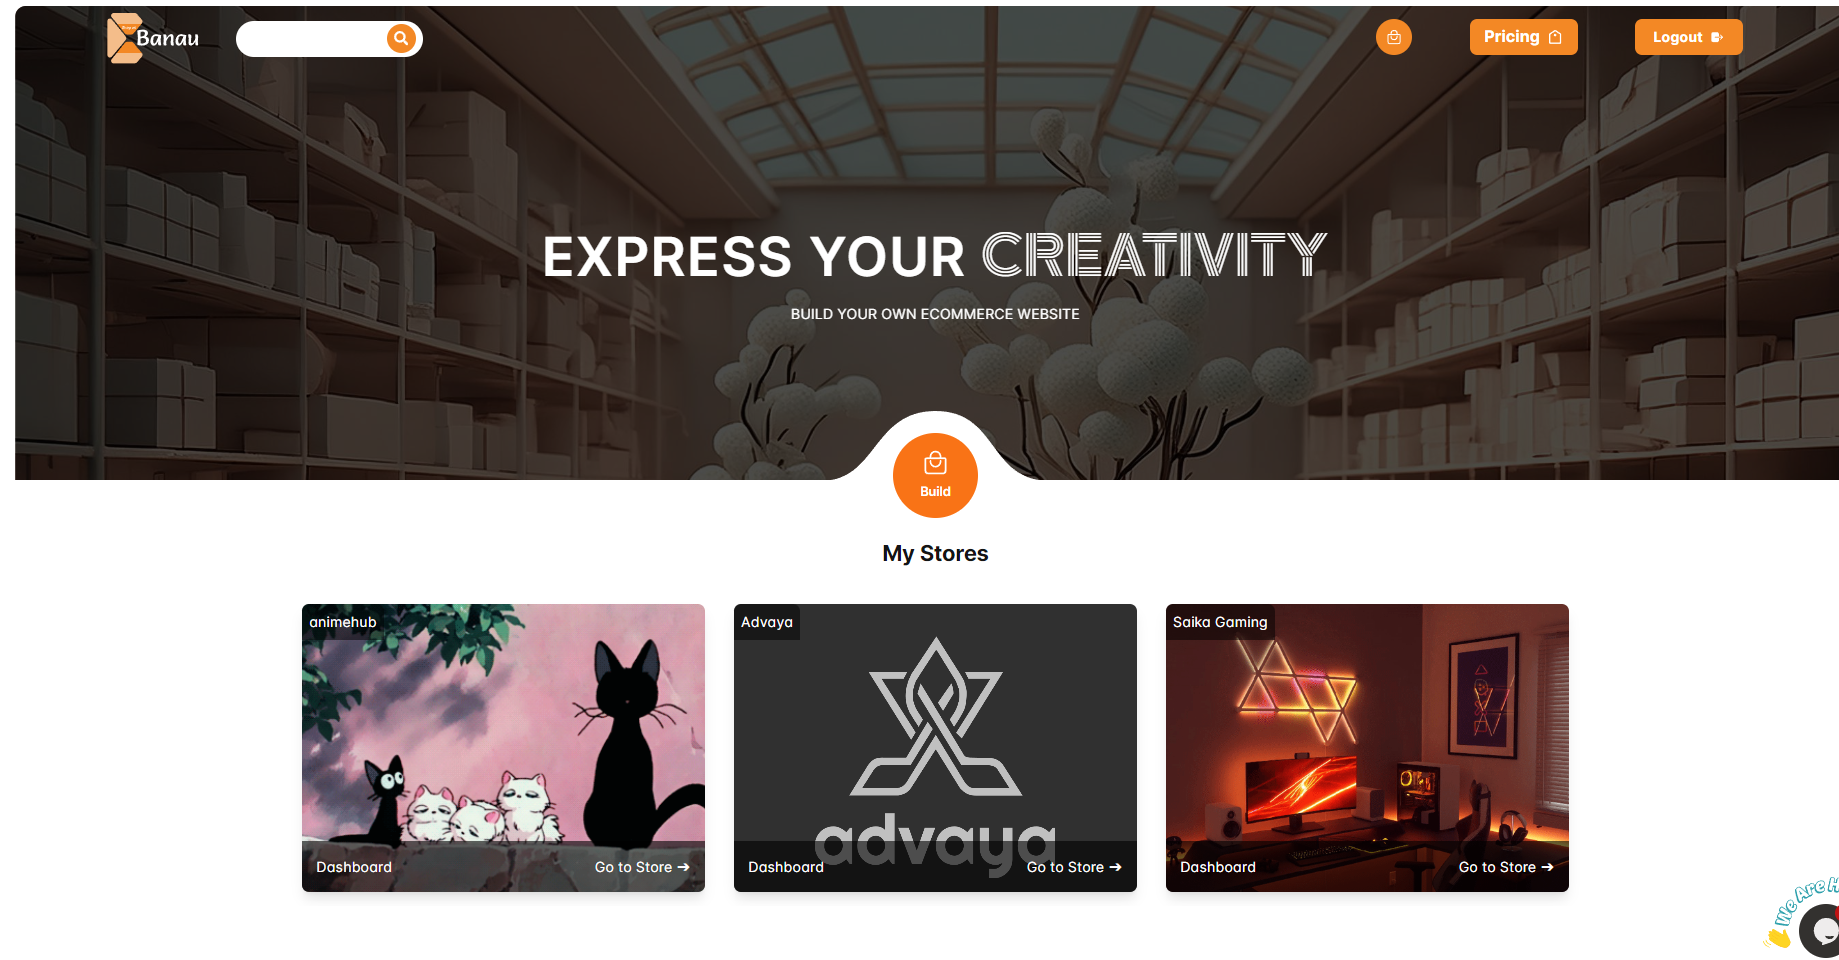 Banau
Pricing
Logout
EXPRESS YOUR CREATIVITY
BUILD YOUR OWN ECOMMERCE WEBSITE
Build
My Stores
animehub
Advaya
Saika Gaming
advaya
Dashboard
Go to Store →
Dashboard
Go to Store →
Dashboard
Go to Store →
We Are H